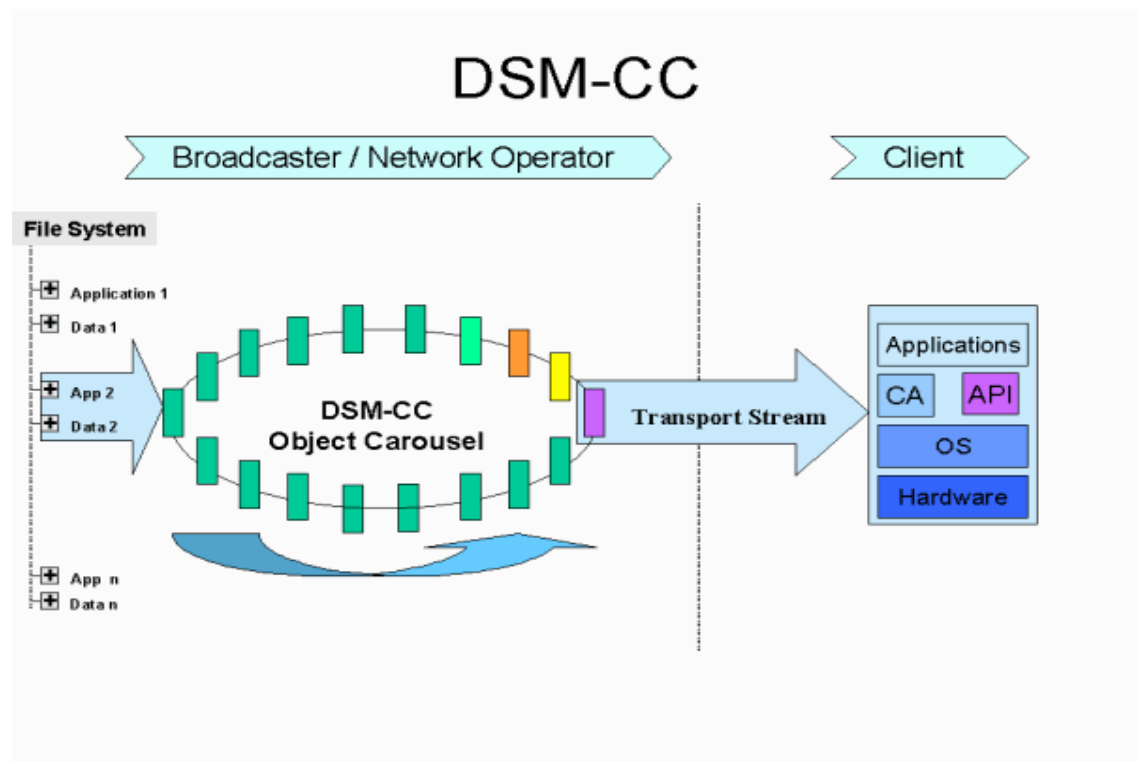 DSM-CC
Broadcaster / Network Operator
Client
File System
Application 1
Data 1
App 2
Data 2
App n
Data n
DSM-CC
Object Carousel
Transport Stream
Applications
CA
API
OS
Hardware